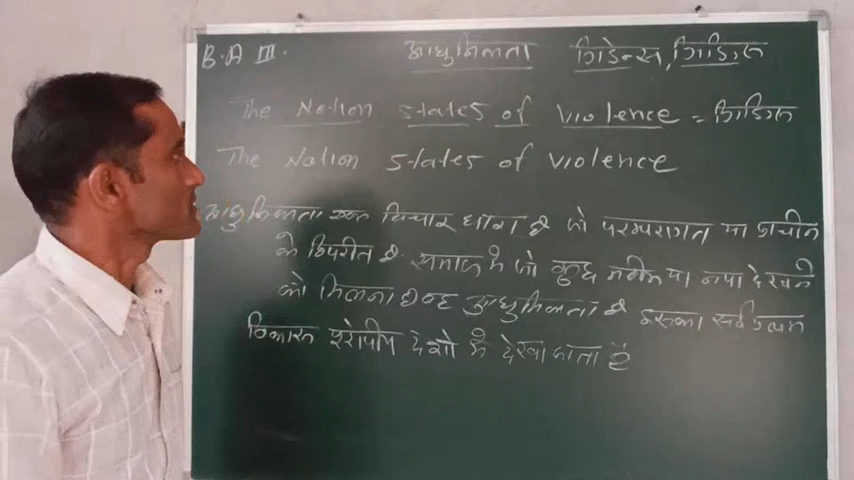 B.A III. आधुनिकता गिडेन्स, गिडिल
The Nation states of violence = गिडिन्स
The Nation states of violence
आधुनिकता एक विचार धारा है जो परम्परागत या प्राचीन
के विपरीत है. समाज में जो कुछ नवीन या नया देखने
को मिलता है वह आधुनिकता है इसका सर्वप्रथम
विकास यूरोपीय देशों में देखा जाता है